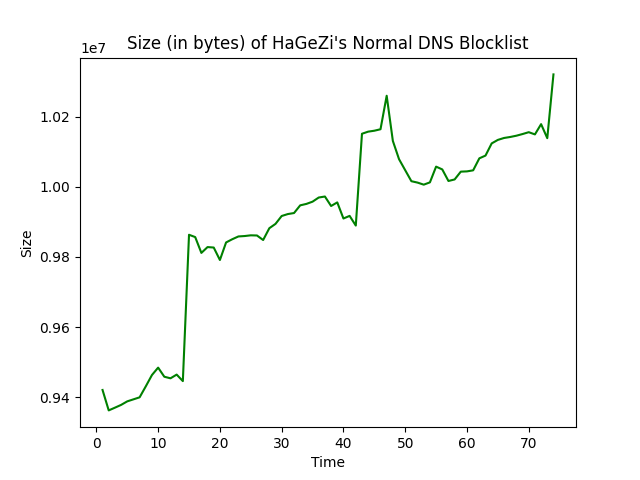 Size (in bytes) of HaGeZi's Normal DNS Blocklist
1e7
1.02
1.00
0.98
0.96
0.94
Size
0 10 20 30 40 50 60 70
Time